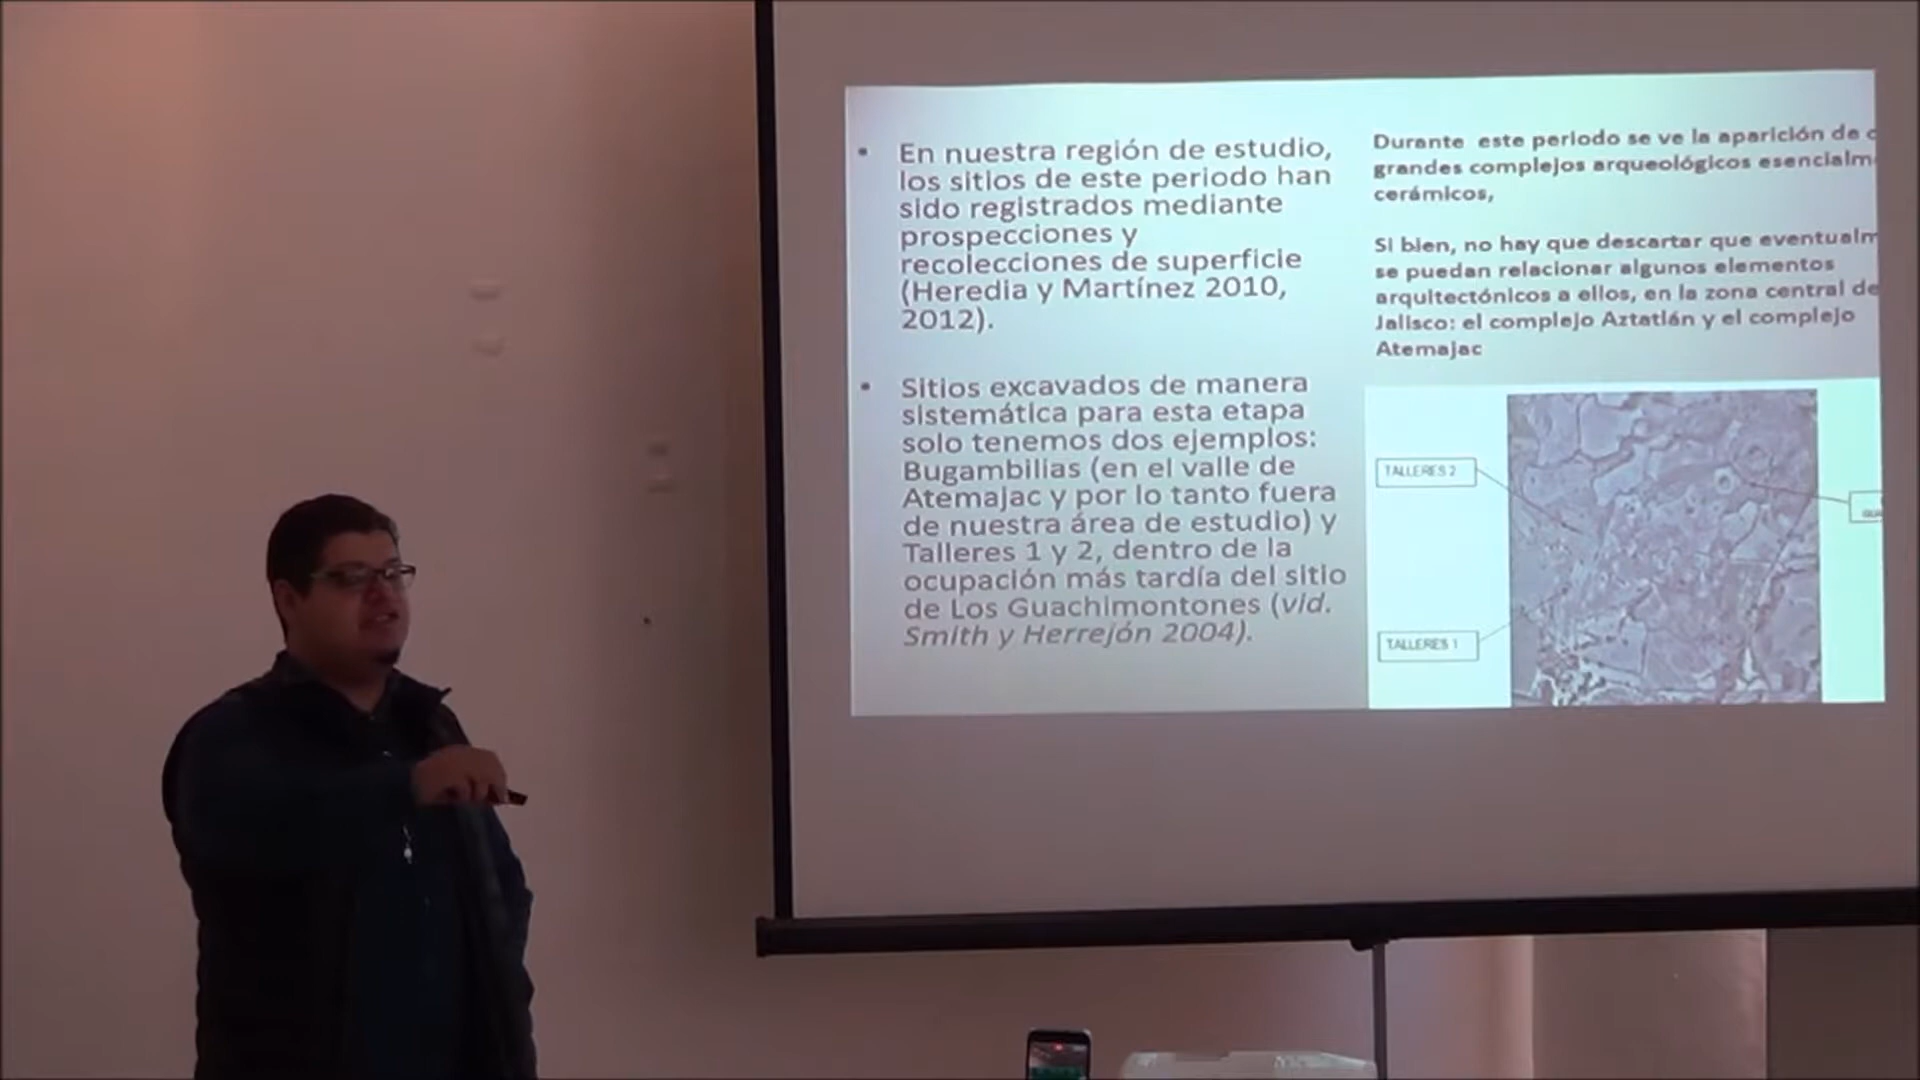 • En nuestra región de estudio,
los sitios de este periodo han
sido registrados mediante
prospecciones y
recolecciones de superficie
(Heredia y Martínez 2010,
2012).
• Sitios excavados de manera
sistemática para esta etapa
solo tenemos dos ejemplos:
Bugambilias (en el valle de
Atemajac y por lo tanto fuera
de nuestra área de estudio) y
Talleres 1 y 2, dentro de la
ocupación más tardía del sitio
de Los Guachimontones (vid.
Smith y Herrejón 2004).
Durante este periodo se ve la aparición de
grandes complejos arqueológicos
cerámicos,
Si bien, no hay que descartar que
se puedan relacionar algunos elementos
arquitectónicos a ellos, en la zona central de
Jalisco: el complejo Aztatlán y el complejo
Atemajac
TALLERES 2
TALLERES 1